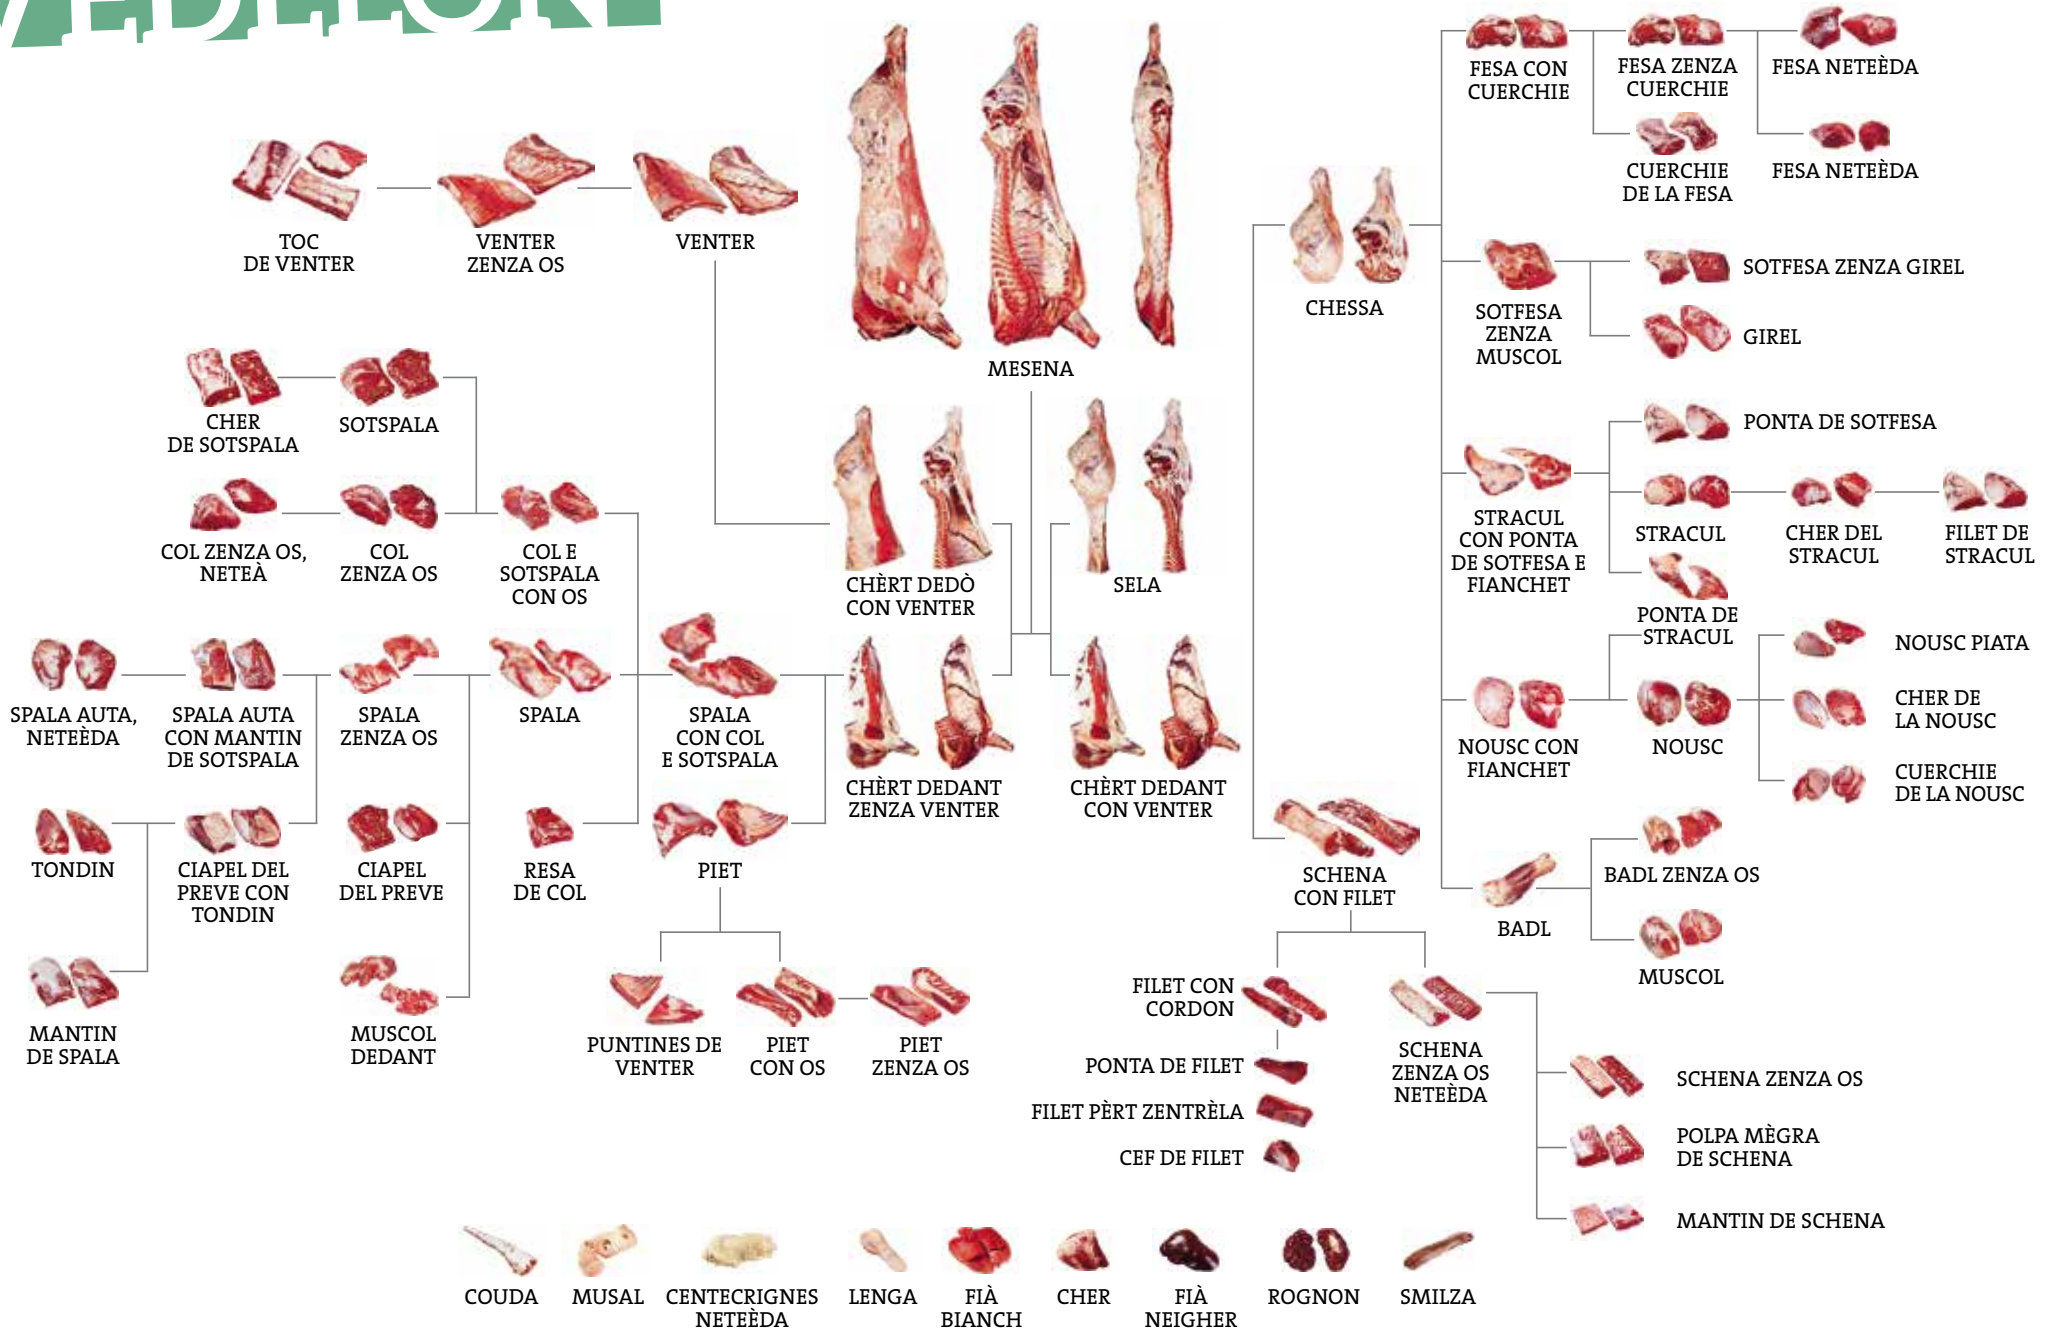 VEDELON
FESA CON
CUERCHIE
FESA ZENZA
CUERCHIE
FESA NETEÈDA
CUERCHIE
DE LA FESA
FESA NETEÈDA
TOC
DE VENTER
VENTER
ZENZA OS
VENTER
CHESSA
SOTFESA
ZENZA
MUSCOL
SOTFESA ZENZA GIREL
GIREL
MESENA
CHER
DE SOTSPALA
SOTSPALA
PONTA DE SOTFESA
COL ZENZA OS,
NETEÀ
COL
ZENZA OS
COL E
SOTSPALA
CON OS
CHÈRT DEDÒ
CON VENTER
SELA
STRACUL
CON PONTA
DE SOTFESA E
FIANCHET
STRACUL
CHER DEL
STRACUL
FILET DE
STRACUL
PONTA DE
STRACUL
SPALA AUTA,
NETEÈDA
SPALA AUTA
CON MANTIN
DE SOTSPALA
SPALA
ZENZA OS
SPALA
SPALA
CON COL
E SOTSPALA
CHÈRT DEDANT
ZENZA VENTER
CHÈRT DEDANT
CON VENTER
NOUSC CON
FIANCHET
NOUSC
NOUSC PIATA
CHER DE
LA NOUSC
CUERCHIE
DE LA NOUSC
TONDIN
CIAPEL DEL
PREVE CON
TONDIN
CIAPEL
DEL PREVE
RESA
DE COL
PIET
SCHENA
CON FILET
BADL
BADL ZENZA OS
MUSCOL
MANTIN
DE SPALA
MUSCOL
DEDANT
PUNTINES DE
VENTER
PIET
CON OS
PIET
ZENZA OS
FILET CON
CORDON
PONTA DE FILET
FILET PÈRT ZENTRÈLA
CEF DE FILET
SCHENA
ZENZA OS
NETEÈDA
SCHENA ZENZA OS
POLPA MÈGRA
DE SCHENA
MANTIN DE SCHENA
COUDA
MUSAL
CENTECRIGNES
NETEÈDA
LENGA
FIÀ
BIANCH
CHER
FIÀ
NEIGHER
ROGNON
SMILZA